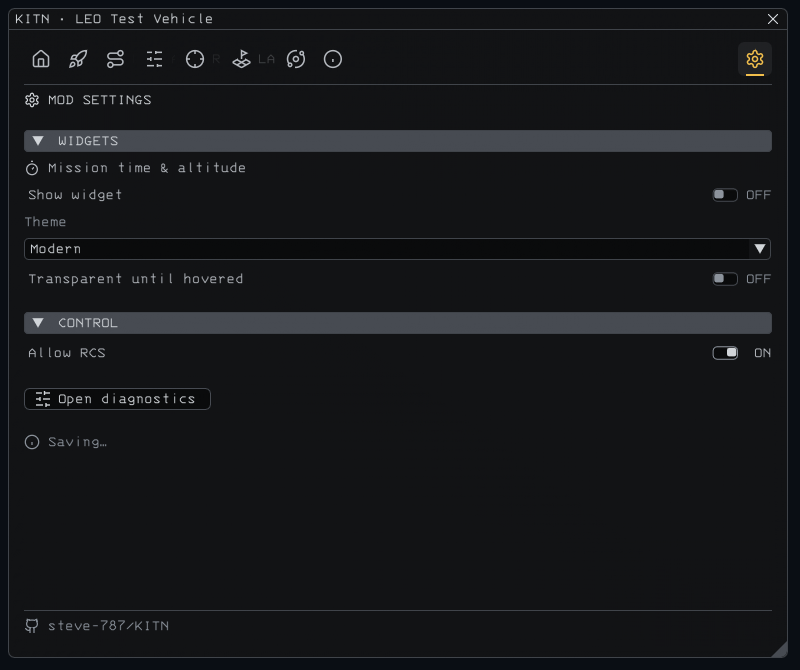 KITN · LEO Test Vehicle
R LA
MOD SETTINGS
WIDGETS
Mission time & altitude
Show widget OFF
Theme
Modern
Transparent until hovered OFF
CONTROL
Allow RCS ON
Open diagnostics
Saving…
steve-787/KITN